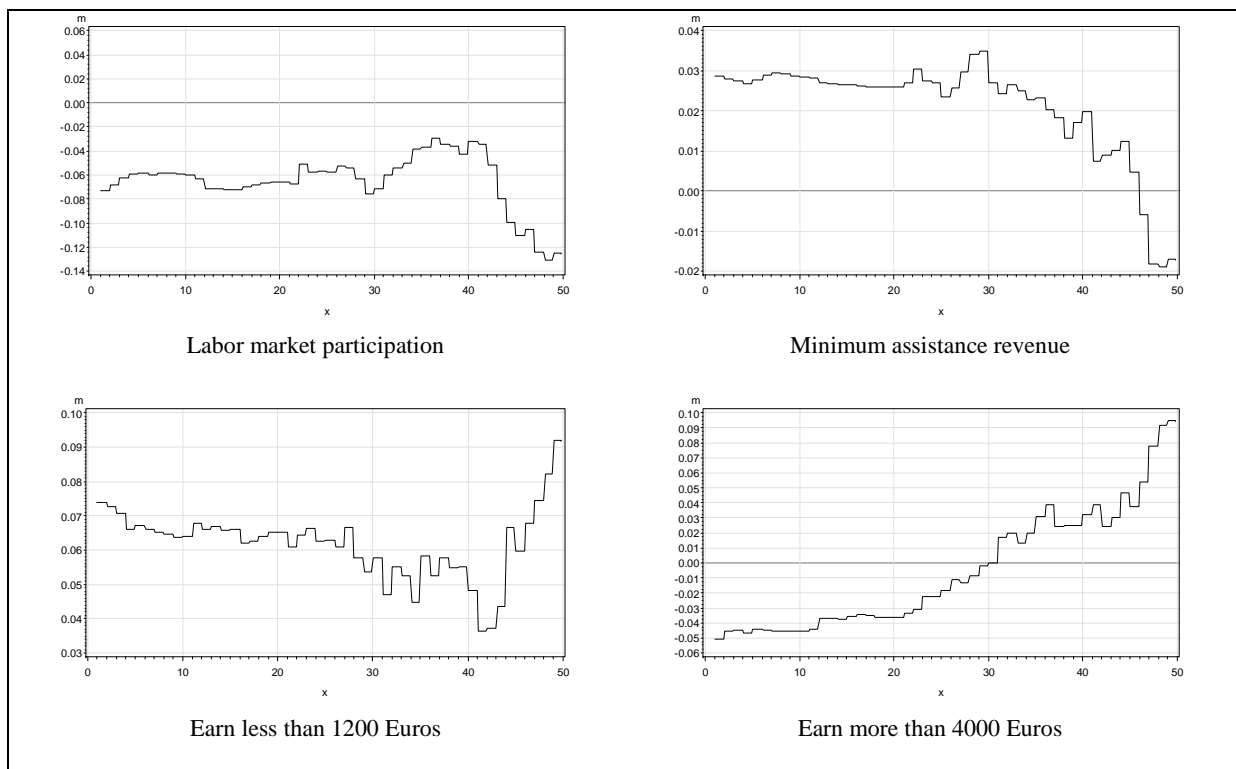 m
0.06
0.04
0.02
0.00
-0.02
-0.04
-0.06
-0.08
-0.10
-0.12
-0.14
0 10 20 30 40 50
x
Labor market participation
m
0.04
0.03
0.02
0.01
0.00
-0.01
-0.02
0 10 20 30 40 50
x
Minimum assistance revenue
m
0.10
0.09
0.08
0.07
0.06
0.05
0.04
0.03
0 10 20 30 40 50
x
Earn less than 1200 Euros
m
0.10
0.09
0.08
0.07
0.06
0.05
0.04
0.03
0.02
0.01
0.00
-0.01
-0.02
-0.03
-0.04
-0.05
-0.06
0 10 20 30 40 50
x
Earn more than 4000 Euros